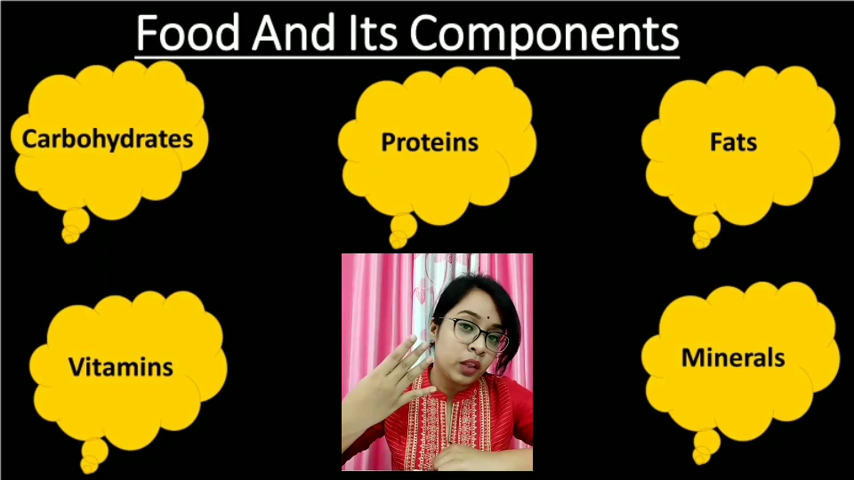 Food And Its Components
Carbohydrates
Proteins
Fats
Vitamins
Minerals